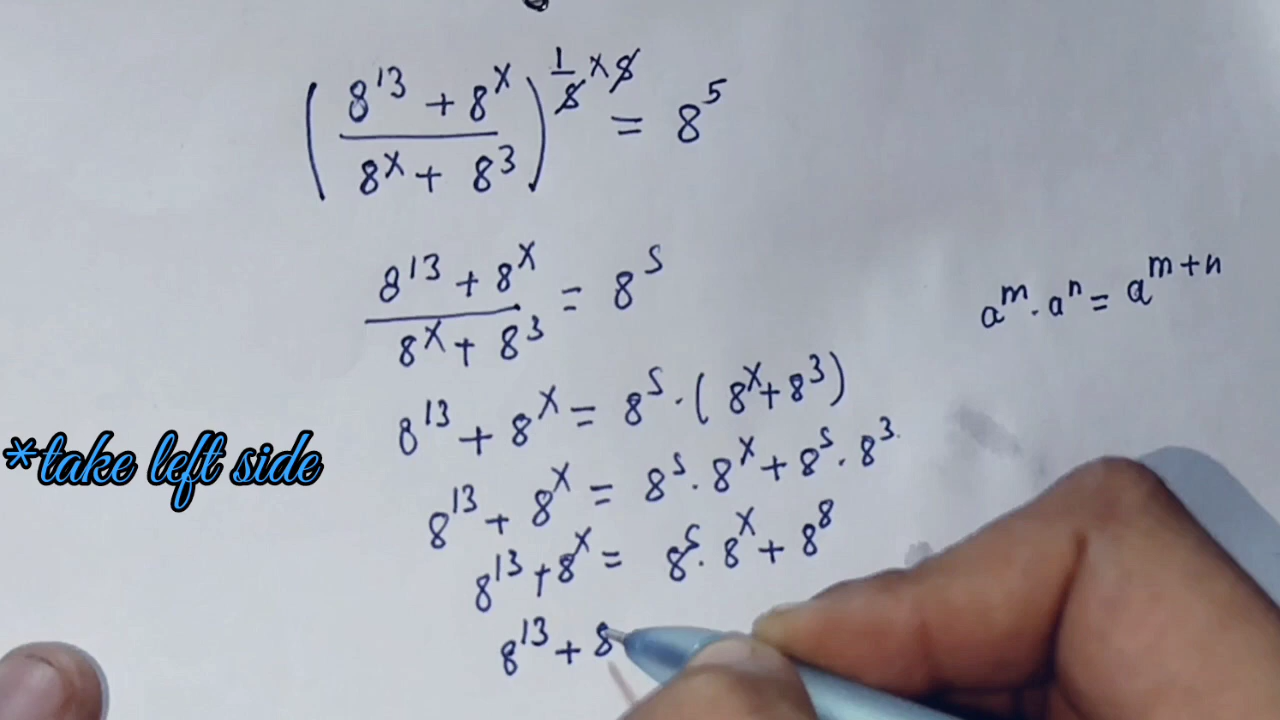 ((8^13 + 8^x)/(8^x + 8^3))^(1/8 × 8) = 8^5
(8^13 + 8^x)/(8^x + 8^3) = 8^5
a^m · a^n = a^(m+n)
8^13 + 8^x = 8^5 · (8^x + 8^3)
*take left side
8^13 + 8^x = 8^5 · 8^x + 8^5 · 8^3
8^13 + 8^x = 8^5 · 8^x + 8^8
8^13 + 8